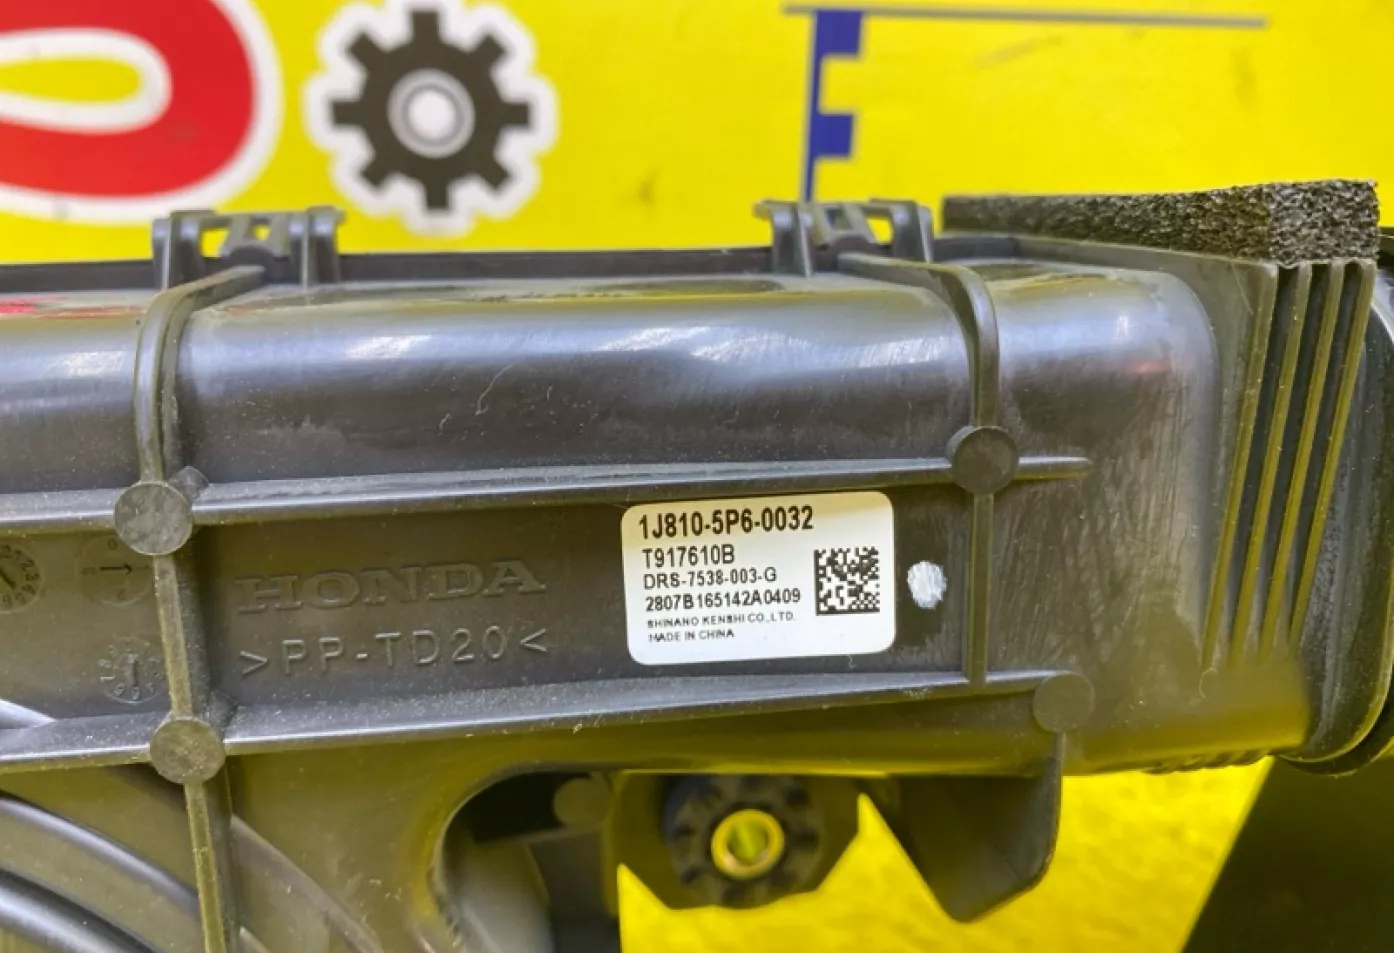 1J810-5P6-0032
T917610B
DRS-7538-003-G
2807B165142A0409
SHINANO KENSHI CO.,LTD.
MADE IN CHINA
HONDA
>PP-TD20<